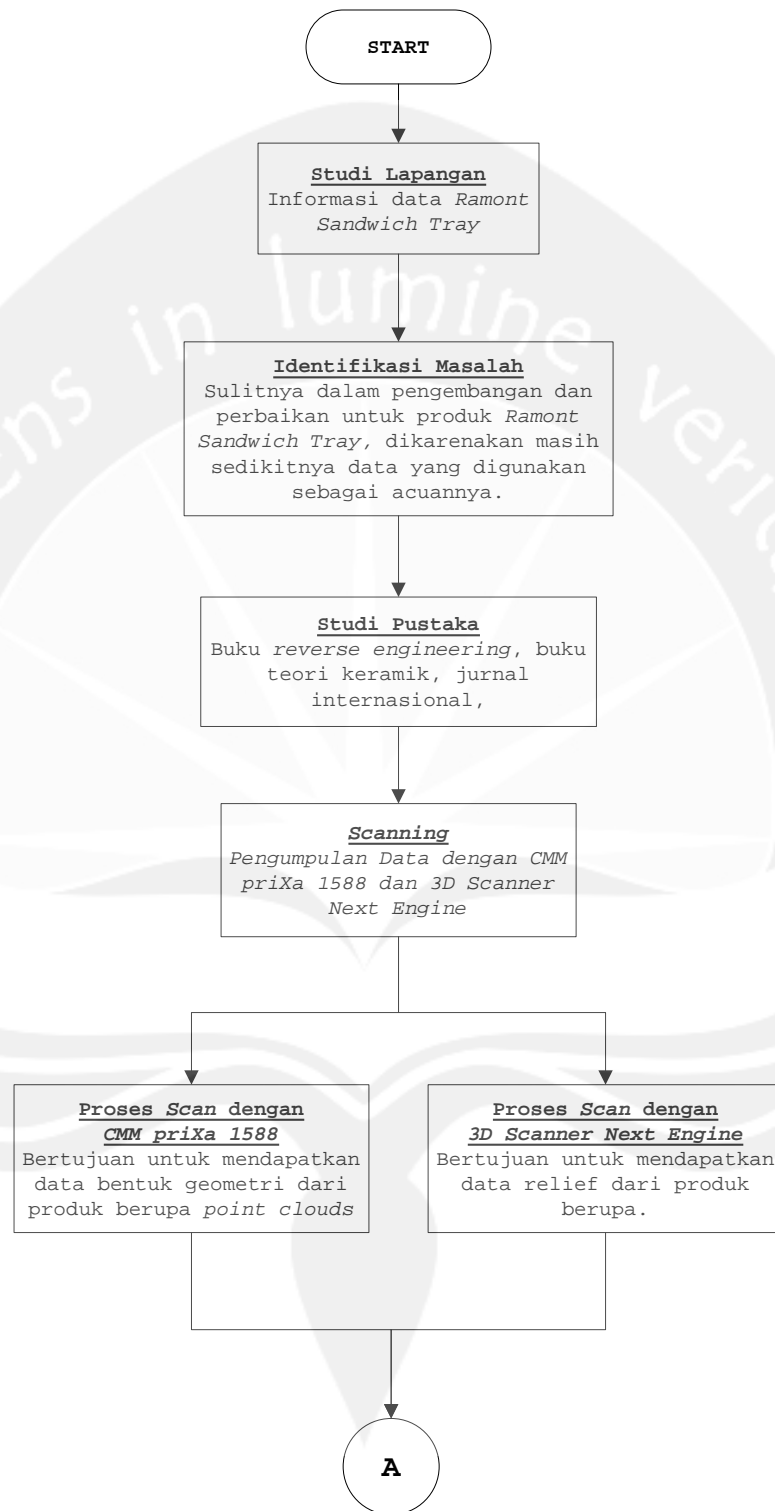 START
Studi Lapangan
Informasi data Ramont
Sandwich Tray
ens in lumine verita
Identifikasi Masalah
Sulitnya dalam pengembangan dan
perbaikan untuk produk Ramont
Sandwich Tray, dikarenakan masih
sedikitnya data yang digunakan
sebagai acuannya.
Studi Pustaka
Buku reverse engineering, buku
teori keramik, jurnal
internasional,
Scanning
Pengumpulan Data dengan CMM
priXa 1588 dan 3D Scanner
Next Engine
Proses Scan dengan
CMM priXa 1588
Bertujuan untuk mendapatkan
data bentuk geometri dari
produk berupa point clouds
Proses Scan dengan
3D Scanner Next Engine
Bertujuan untuk mendapatkan
data relief dari produk
berupa.
A